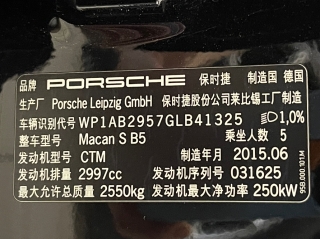 品牌 PORSCHE 保时捷 制造国 德国
生产厂 Porsche Leipzig GmbH 保时捷股份公司莱比锡工厂制造
车辆识别代号 WP1AB2957GLB41325 1,0%
整车型号 Macan S B5 乘坐人数 5
发动机型号 CTM 制造年月 2015.06
发动机排量 2997cc 发动机序列号 031625
最大允许总质量 2550kg 发动机最大净功率 250kW
95B.000.101.M